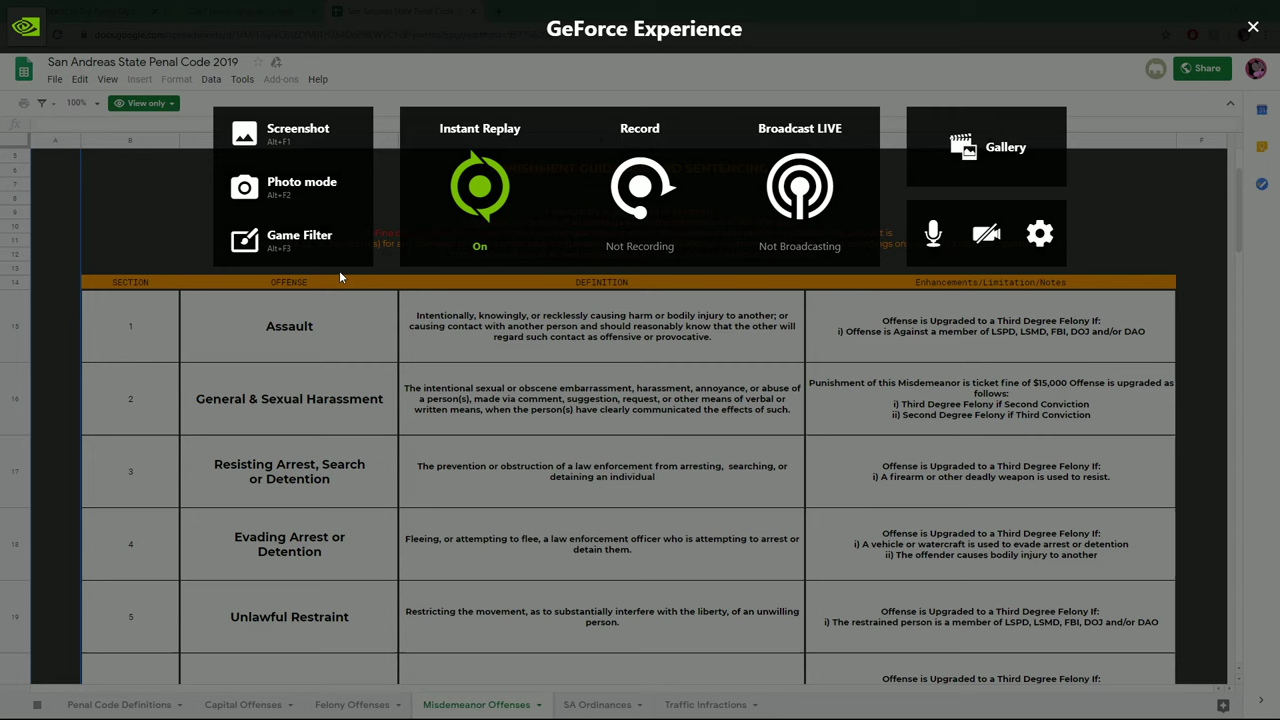 GeForce Experience
San Andreas State Penal Code 2019
File Edit View Insert Format Data Tools Add-ons Help
Share
100%
View only
Screenshot
Alt+F1
Photo mode
Alt+F2
Game Filter
Alt+F3
Instant Replay
On
Record
Not Recording
Broadcast LIVE
Not Broadcasting
Gallery
A B C D E F
5
6
7
8
9
10
11
12
13
14 SECTION OFFENSE DEFINITION Enhancements/Limitation/Notes
15 1 Assault
Intentionally, knowingly, or recklessly causing harm or bodily injury to another; or
causing contact with another person and should reasonably know that the other will
regard such contact as offensive or provocative.
Offense is Upgraded to a Third Degree Felony If:
i) Offense is Against a member of LSPD, LSMD, FBI, DOJ and/or DAO
16 2 General & Sexual Harassment
The intentional sexual or obscene embarrassment, harassment, annoyance, or abuse of
a person(s), made via comment, suggestion, request, or other means of verbal or
written means, when the person(s) have clearly communicated the effects of such.
Punishment of this Misdemeanor is ticket fine of $15,000 Offense is upgraded as
follows:
i) Third Degree Felony if Second Conviction
ii) Second Degree Felony if Third Conviction
17 3 Resisting Arrest, Search
or Detention
The prevention or obstruction of a law enforcement from arresting, searching, or
detaining an individual
Offense is Upgraded to a Third Degree Felony If:
i) A firearm or other deadly weapon is used to resist.
18 4 Evading Arrest or
Detention
Fleeing, or attempting to flee, a law enforcement officer who is attempting to arrest or
detain them.
Offense is Upgraded to a Third Degree Felony If:
i) A vehicle or watercraft is used to evade arrest or detention
ii) The offender causes bodily injury to another
19 5 Unlawful Restraint
Restricting the movement, as to substantially interfere with the liberty, of an unwilling
person.
Offense is Upgraded to a Third Degree Felony If:
i) The restrained person is a member of LSPD, LSMD, FBI, DOJ and/or DAO
Offense is Upgraded to a Third Degree Felony If:
Penal Code Definitions Capital Offenses Felony Offenses Misdemeanor Offenses SA Ordinances Traffic Infractions